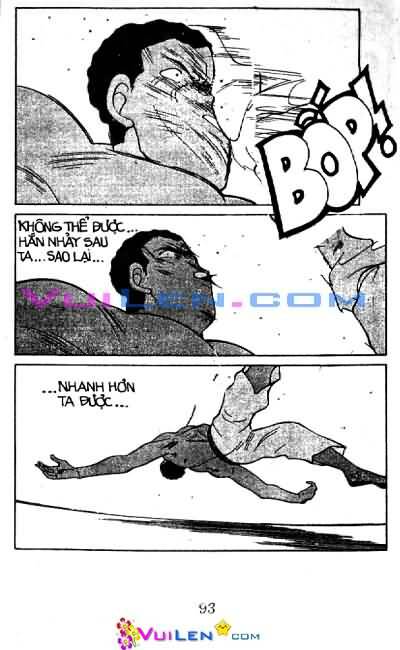 BỐP!
KHÔNG THỂ ĐƯỢC...
HẮN NHẢY SAU
TA...SAO LẠI...
VUILEN.COM
...NHANH HƠN
TA ĐƯỢC...
93
VUILEN.COM